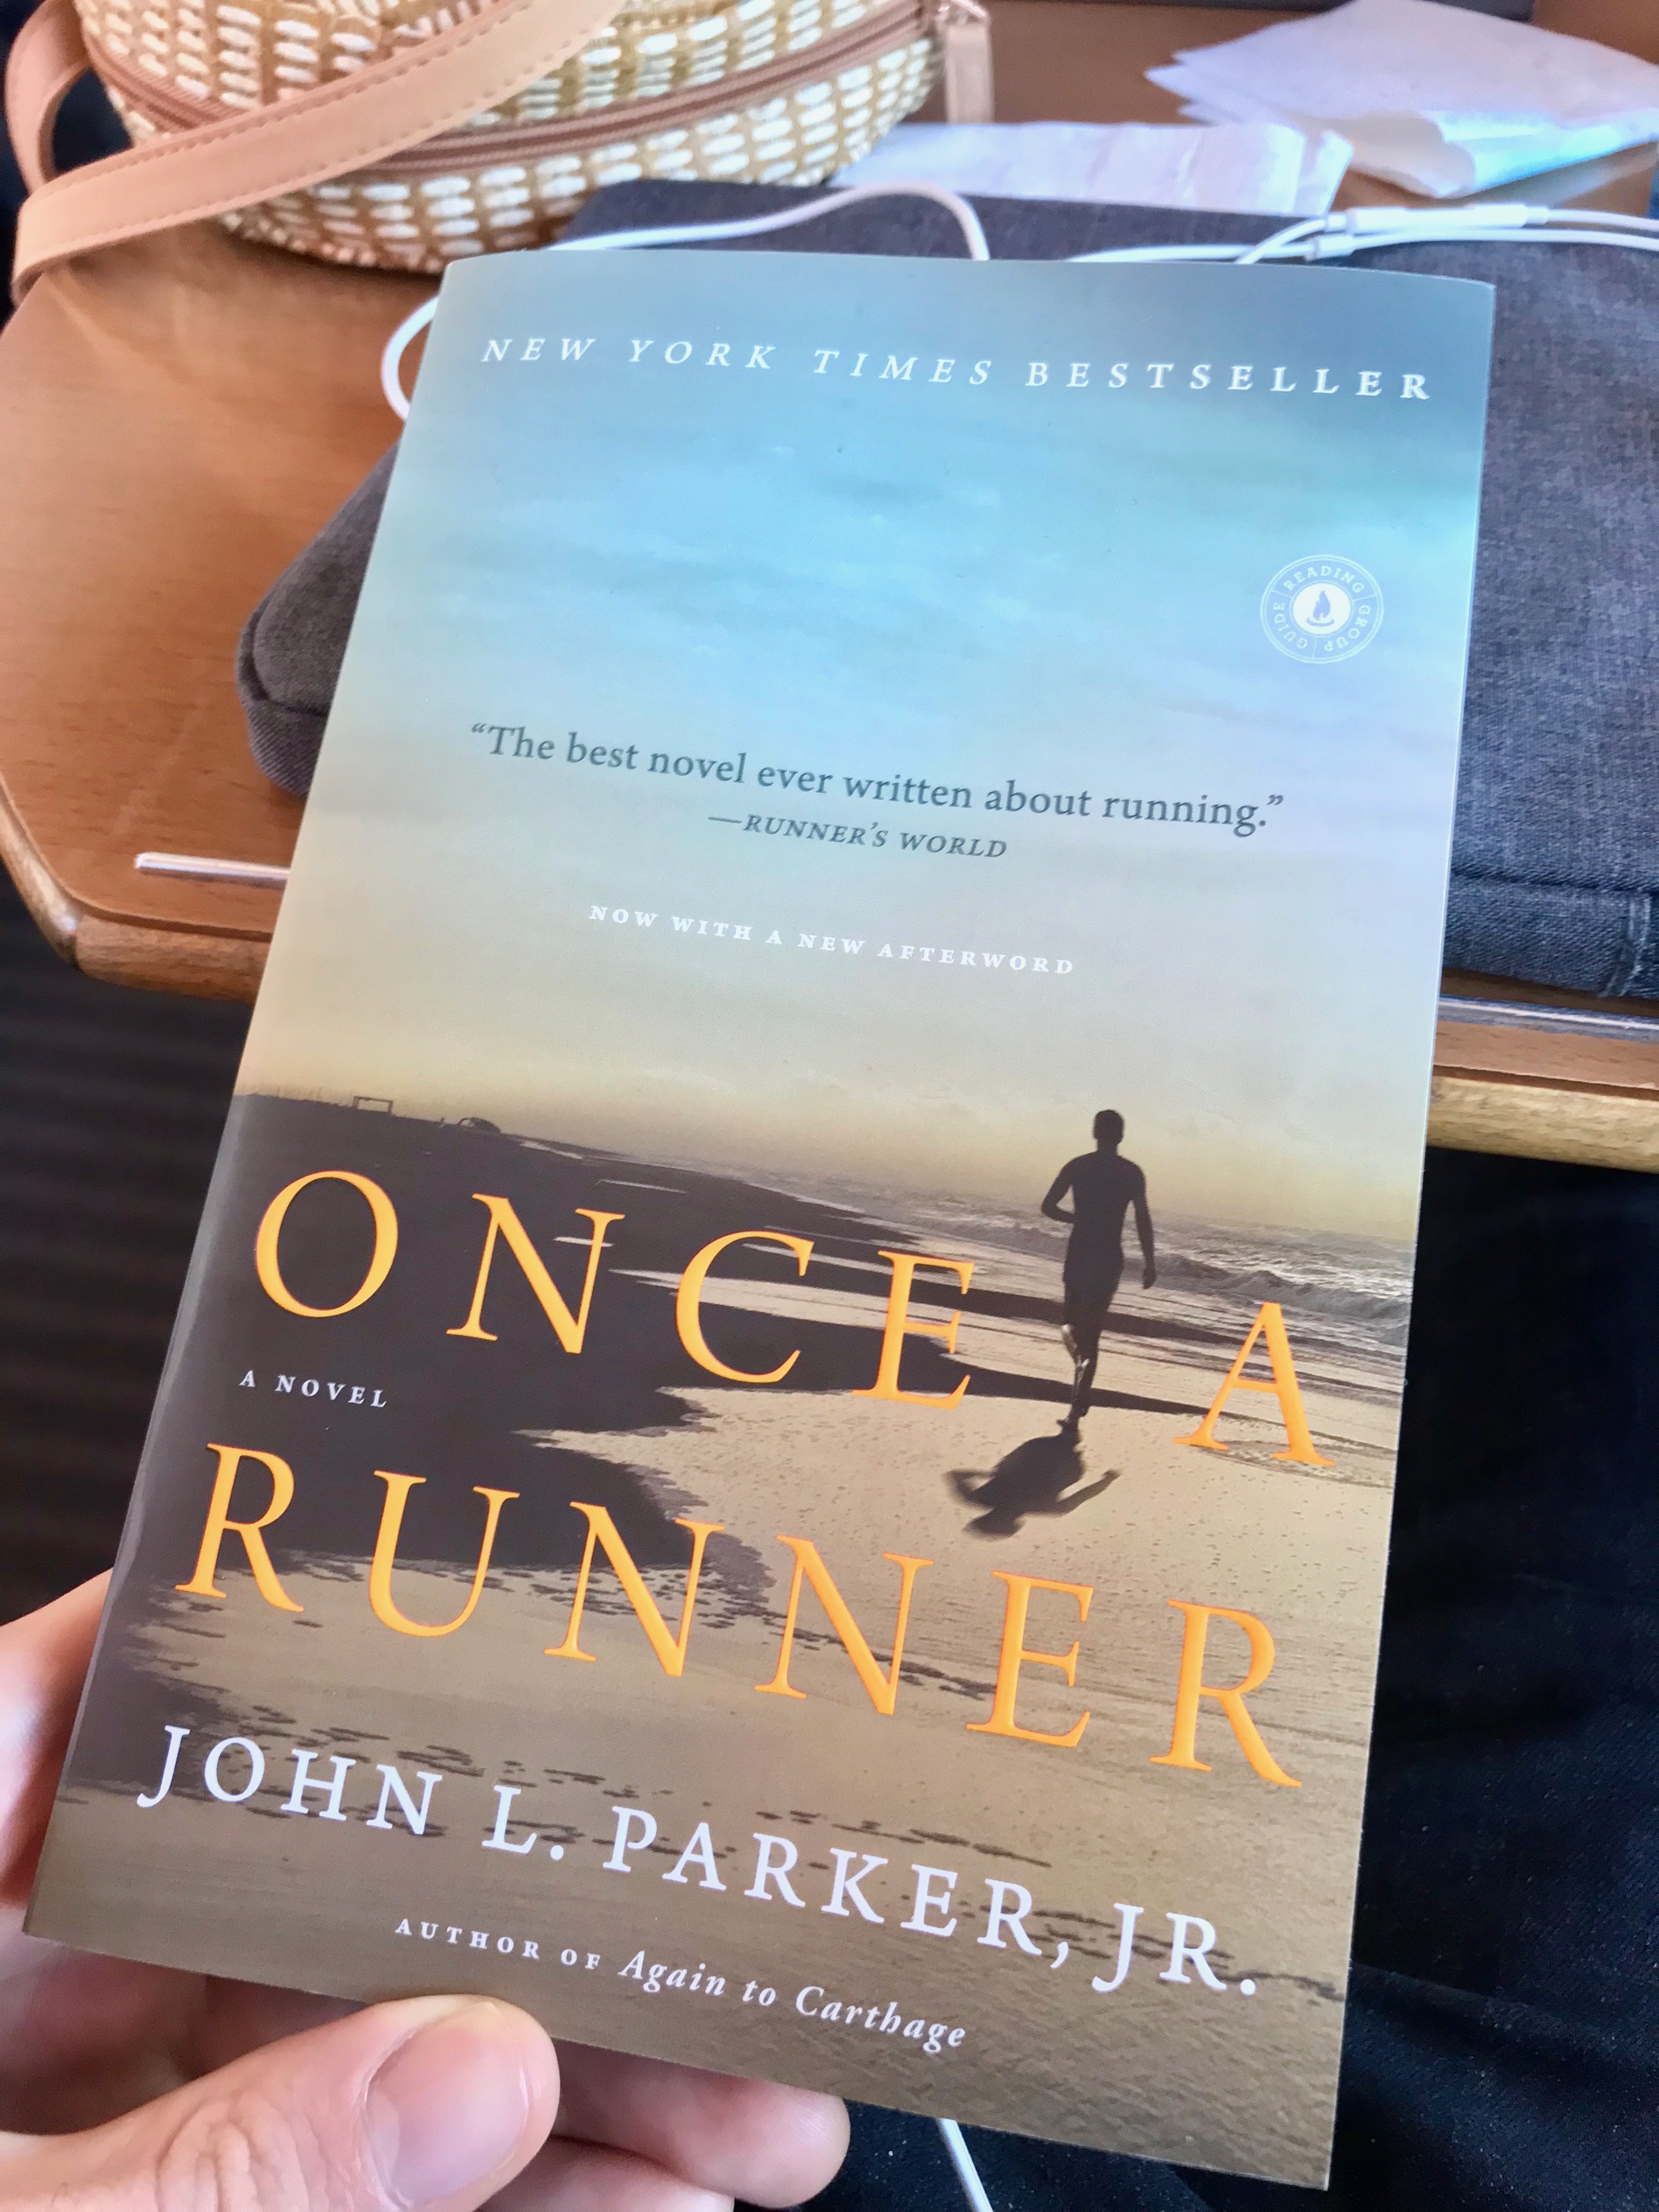 NEW YORK TIMES BESTSELLER
READING GROUP GUIDE
“The best novel ever written about running.”
—RUNNER’S WORLD
NOW WITH A NEW AFTERWORD
ONCE A
A NOVEL
RUNNER
JOHN L. PARKER, JR.
AUTHOR OF Again to Carthage